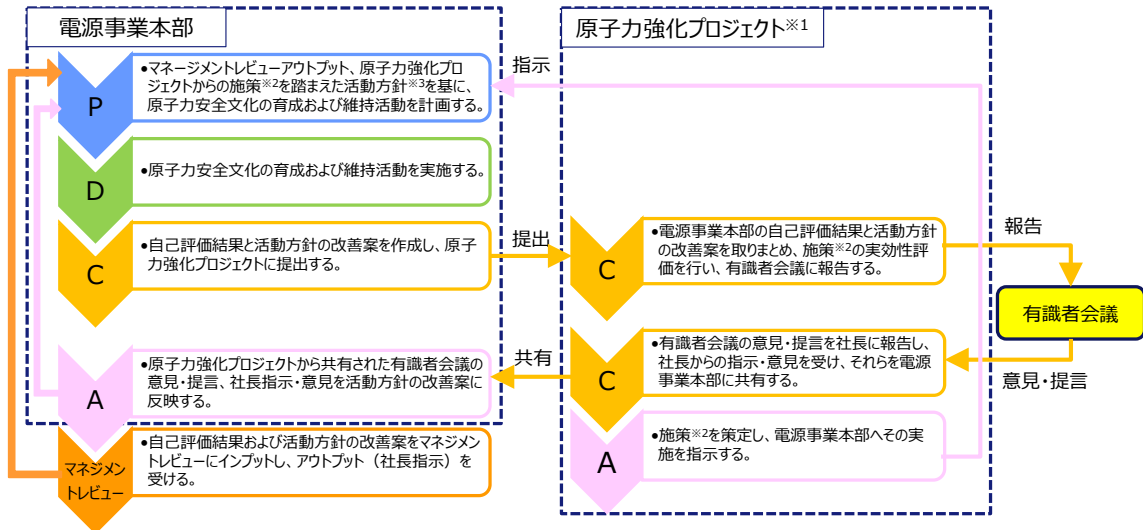 電源事業本部
P
●マネージメントレビューアウトプット、原子力強化プロ
ジェクトからの施策※2を踏まえた活動方針※3を基に、
原子力安全文化の育成および維持活動を計画する。
D
●原子力安全文化の育成および維持活動を実施する。
C
●自己評価結果と活動方針の改善案を作成し、原子
力強化プロジェクトに提出する。
A
●原子力強化プロジェクトから共有された有識者会議の
意見・提言、社長指示・意見を活動方針の改善案に
反映する。
マネジメン
トレビュー
●自己評価結果および活動方針の改善案をマネジメン
トレビューにインプットし、アウトプット（社長指示）を
受ける。
指示
提出
共有
原子力強化プロジェクト※1
C
●電源事業本部の自己評価結果と活動方針
の改善案を取りまとめ、施策※2の実効性評
価を行い、有識者会議に報告する。
C
●有識者会議の意見・提言を社長に報告し、
社長からの指示・意見を受け、それらを電源
事業本部に共有する。
A
●施策※2を策定し、電源事業本部へその実
施を指示する。
報告
有識者会議
意見・提言